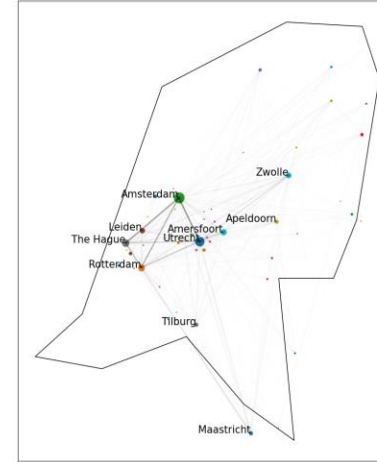 Zwolle
Amsterdam
Apeldoorn
Leiden
Amersfoort
The Hague
Utrecht
Rotterdam
Tilburg
Maastricht